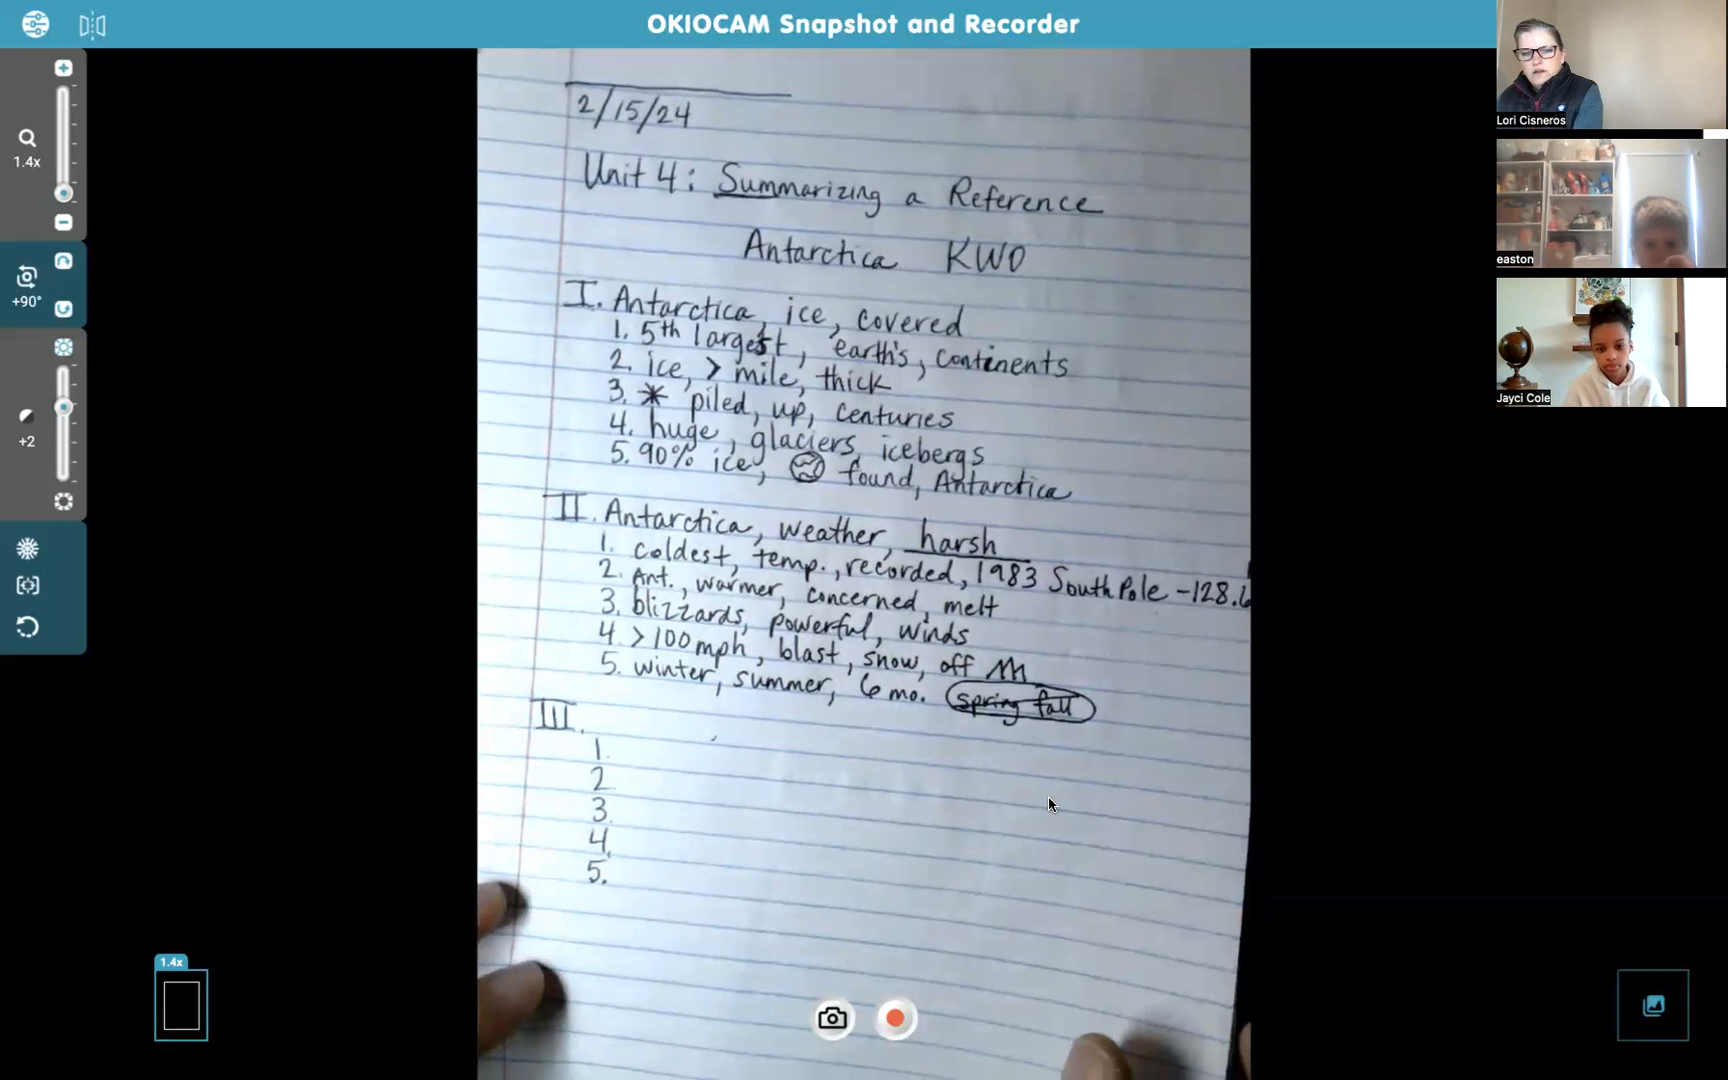 OKIOCAM Snapshot and Recorder
1.4x
+90°
+2
1.4x
2/15/24
Unit 4: Summarizing a Reference
Antarctica KWO
I. Antarctica, ice, covered
1. 5th largest, earth's, continents
2. ice, > mile, thick
3. * piled, up, centuries
4. huge, glaciers, icebergs
5. 90% ice, found, Antarctica
II. Antarctica, weather, harsh
1. coldest, temp., recorded, 1983 South Pole -128.6
2. Ant., warmer, concerned, melt
3. blizzards, powerful, winds
4. > 100 mph, blast, snow, off
5. winter, summer, 6 mo. spring fall
III.
1.
2
3.
4.
5.
Lori Cisneros
easton
Jayci Cole